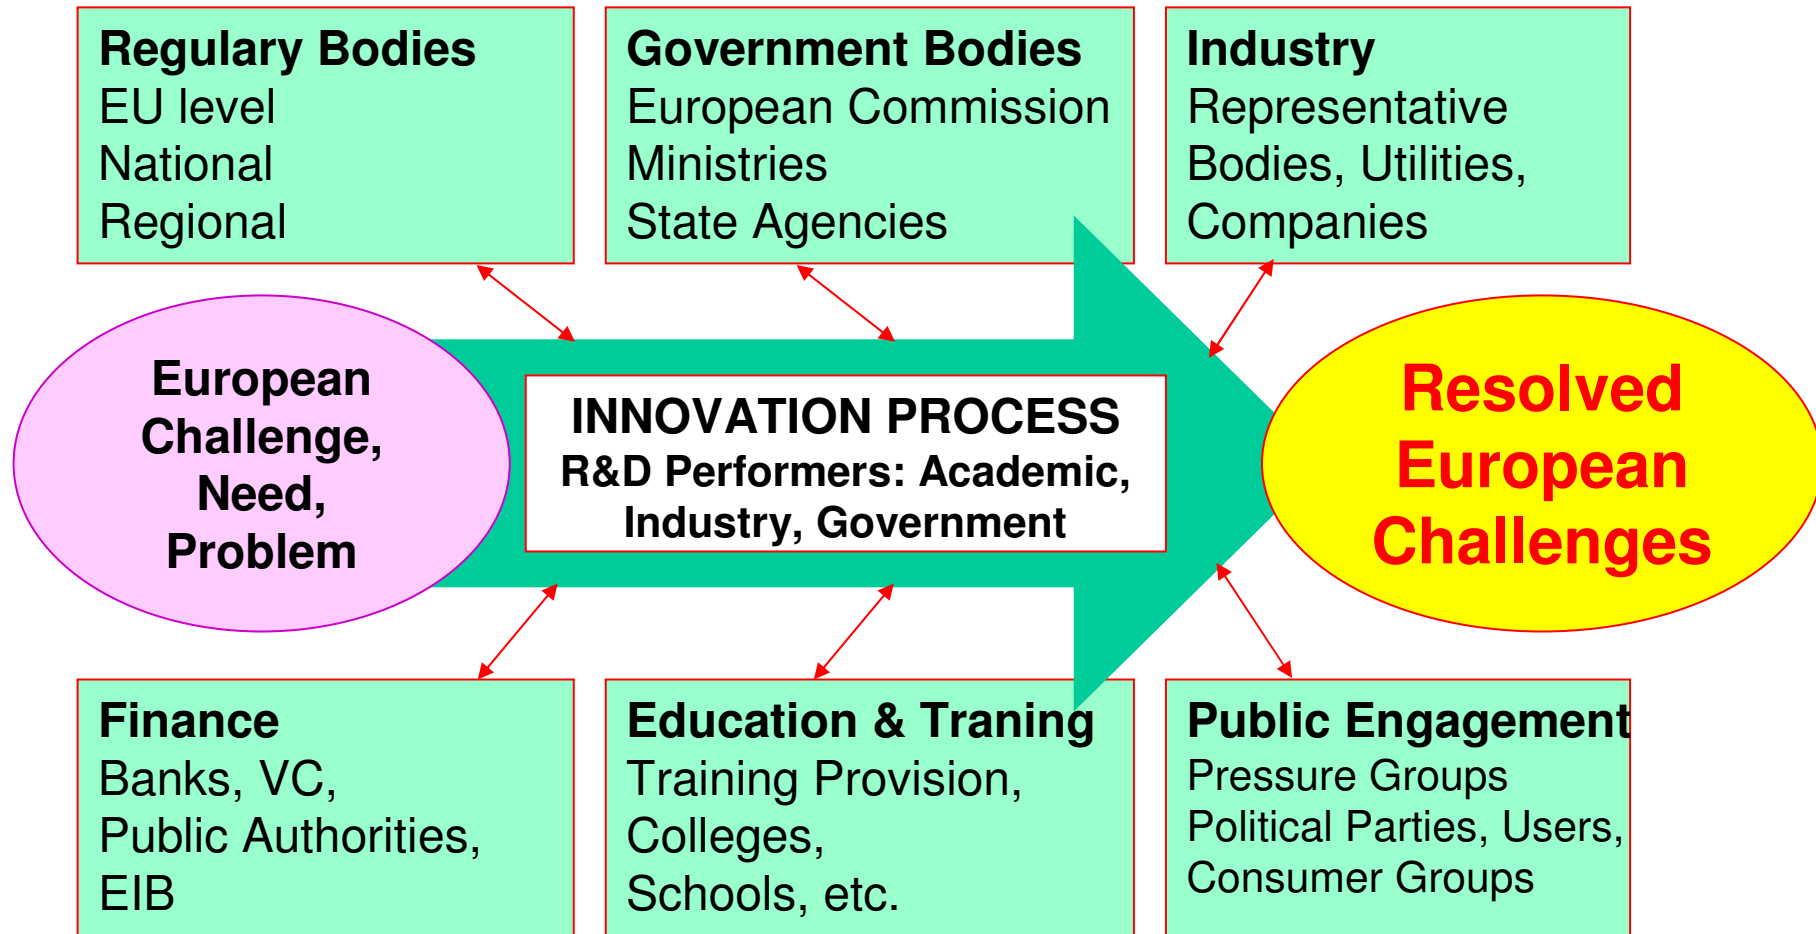 Regulary Bodies
EU level
National
Regional
Government Bodies
European Commission
Ministries
State Agencies
Industry
Representative
Bodies, Utilities,
Companies
European
Challenge,
Need,
Problem
INNOVATION PROCESS
R&D Performers: Academic,
Industry, Government
Resolved
European
Challenges
Finance
Banks, VC,
Public Authorities,
EIB
Education & Traning
Training Provision,
Colleges,
Schools, etc.
Public Engagement
Pressure Groups
Political Parties, Users,
Consumer Groups